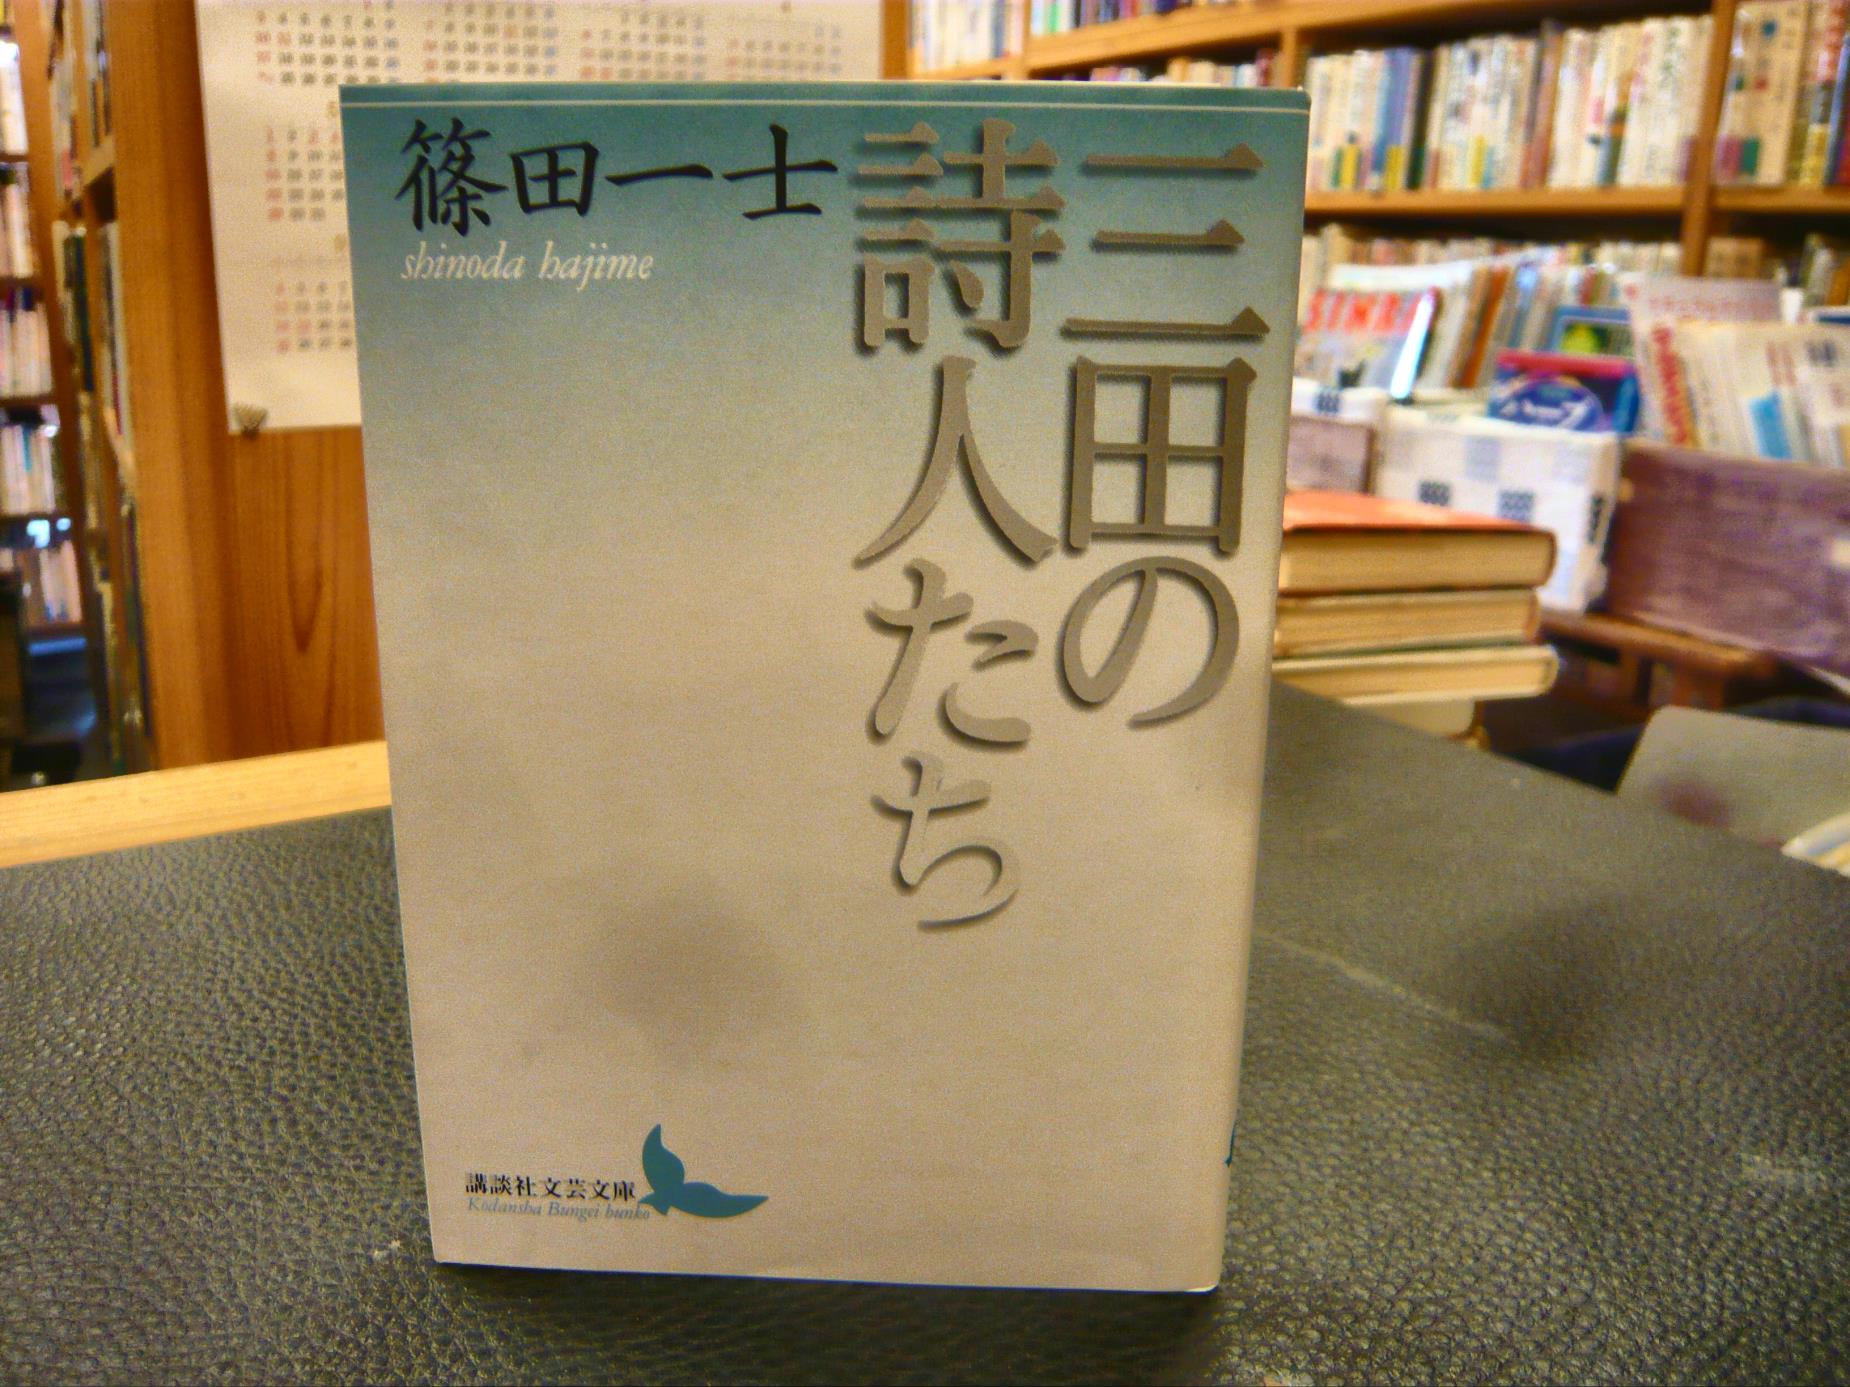 三田の
詩人たち
篠田一士
shinoda hajime
講談社文芸文庫
Kodansha Bungei bunko